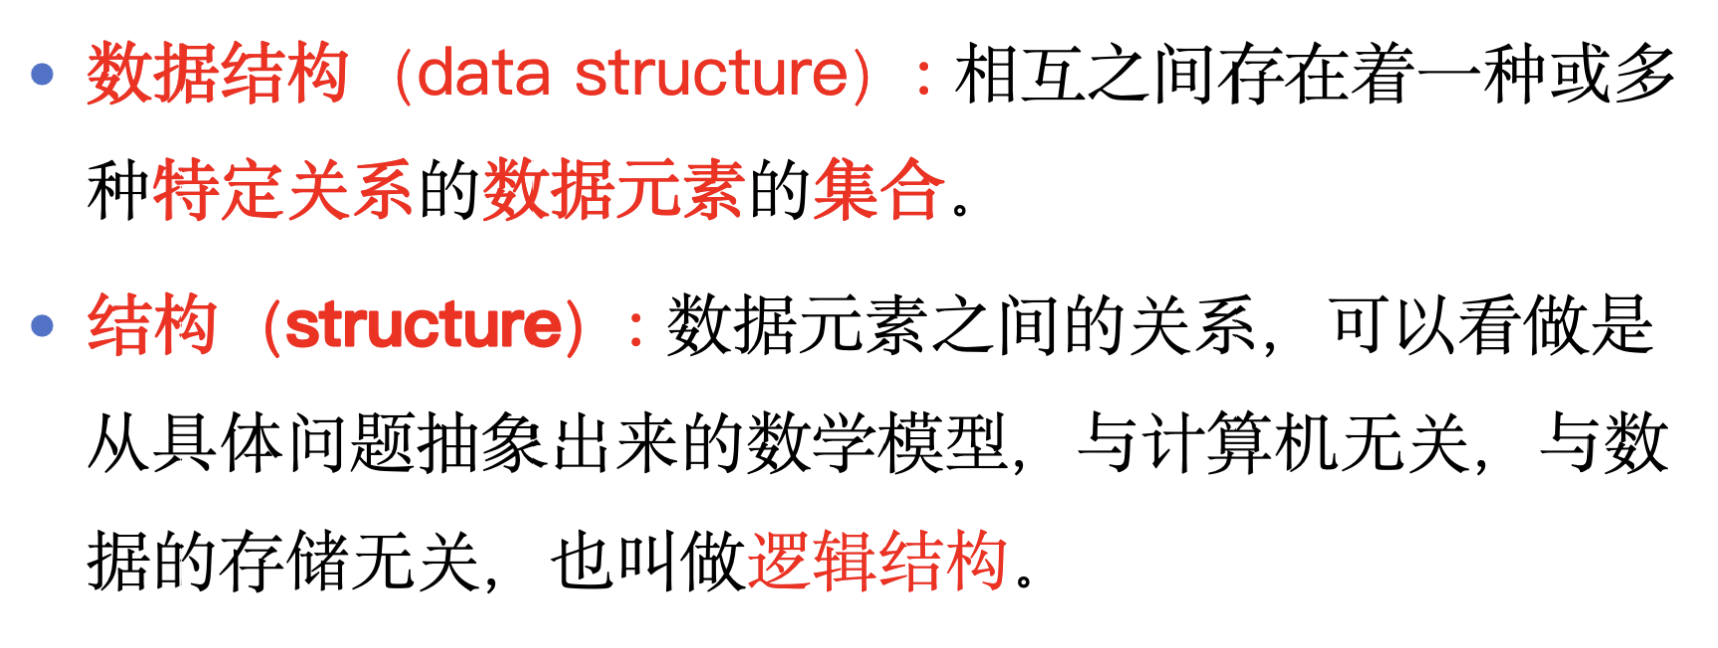 • 数据结构（data structure）：相互之间存在着一种或多
种特定关系的数据元素的集合。
• 结构（structure）：数据元素之间的关系，可以看做是
从具体问题抽象出来的数学模型，与计算机无关，与数
据的存储无关，也叫做逻辑结构。